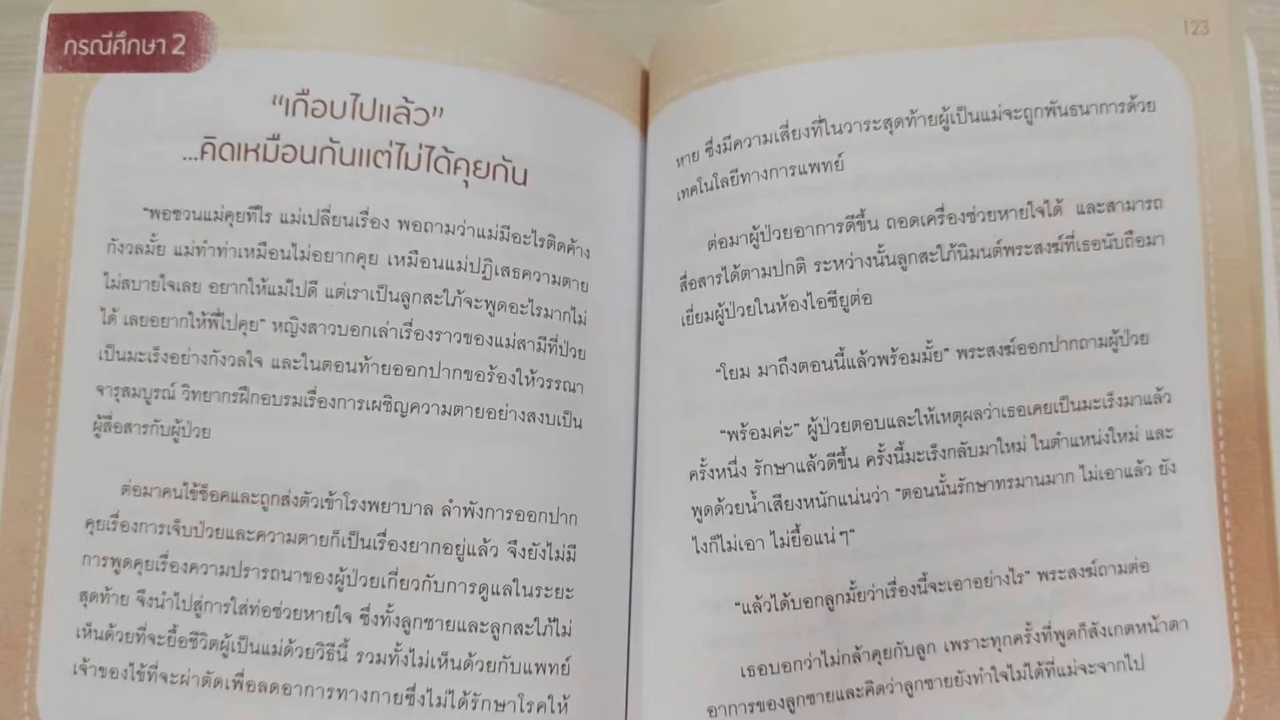 กรณีศึกษา 2
"เกือบไปแล้ว"
...คิดเหมือนกันแต่ไม่ได้คุยกัน
"พอชวนแม่คุยทีไร แม่เปลี่ยนเรื่อง พอถามว่าแม่มีอะไรติดค้าง
กังวลมั้ย แม่ทำท่าเหมือนไม่อยากคุย เหมือนแม่ปฏิเสธความตาย
ไม่สบายใจเลย อยากให้แม่ไปดี แต่เราเป็นลูกสะใภ้จะพูดอะไรมากไม่
ได้ เลยอยากให้พี่ไปคุย" หญิงสาวบอกเล่าเรื่องราวของแม่สามีที่ป่วย
เป็นมะเร็งอย่างกังวลใจ และในตอนท้ายออกปากขอร้องให้วรรณา
จารุสมบูรณ์ วิทยากรฝึกอบรมเรื่องการเผชิญความตายอย่างสงบเป็น
ผู้สื่อสารกับผู้ป่วย
ต่อมาคนไข้ช็อคและถูกส่งตัวเข้าโรงพยาบาล ลำพังการออกปาก
คุยเรื่องการเจ็บป่วยและความตายก็เป็นเรื่องยากอยู่แล้ว จึงยังไม่มี
การพูดคุยเรื่องความปรารถนาของผู้ป่วยเกี่ยวกับการดูแลในระยะ
สุดท้าย จึงนำไปสู่การใส่ท่อช่วยหายใจ ซึ่งทั้งลูกชายและลูกสะใภ้ไม่
เห็นด้วยที่จะยื้อชีวิตผู้เป็นแม่ด้วยวิธีนี้ รวมทั้งไม่เห็นด้วยกับแพทย์
เจ้าของไข้ที่จะผ่าตัดเพื่อลดอาการทางกายซึ่งไม่ได้รักษาโรคให้
123
หาย ซึ่งมีความเสี่ยงที่ในวาระสุดท้ายผู้เป็นแม่จะถูกพันธนาการด้วย
เทคโนโลยีทางการแพทย์
ต่อมาผู้ป่วยอาการดีขึ้น ถอดเครื่องช่วยหายใจได้ และสามารถ
สื่อสารได้ตามปกติ ระหว่างนั้นลูกสะใภ้นิมนต์พระสงฆ์ที่เธอนับถือมา
เยี่ยมผู้ป่วยในห้องไอซียูต่อ
"โยม มาถึงตอนนี้แล้วพร้อมมั้ย" พระสงฆ์ออกปากถามผู้ป่วย
"พร้อมค่ะ" ผู้ป่วยตอบและให้เหตุผลว่าเธอเคยเป็นมะเร็งมาแล้ว
ครั้งหนึ่ง รักษาแล้วดีขึ้น ครั้งนี้มะเร็งกลับมาใหม่ ในตำแหน่งใหม่ และ
พูดด้วยน้ำเสียงหนักแน่นว่า "ตอนนั้นรักษาทรมานมาก ไม่เอาแล้ว ยัง
ไงก็ไม่เอา ไม่ยื้อแน่ ๆ"
"แล้วได้บอกลูกมั้ยว่าเรื่องนี้จะเอาอย่างไร" พระสงฆ์ถามต่อ
เธอบอกว่าไม่กล้าคุยกับลูก เพราะทุกครั้งที่พูดก็สังเกตหน้าตา
อาการของลูกชายและคิดว่าลูกชายยังทำใจไม่ได้ที่แม่จะจากไป